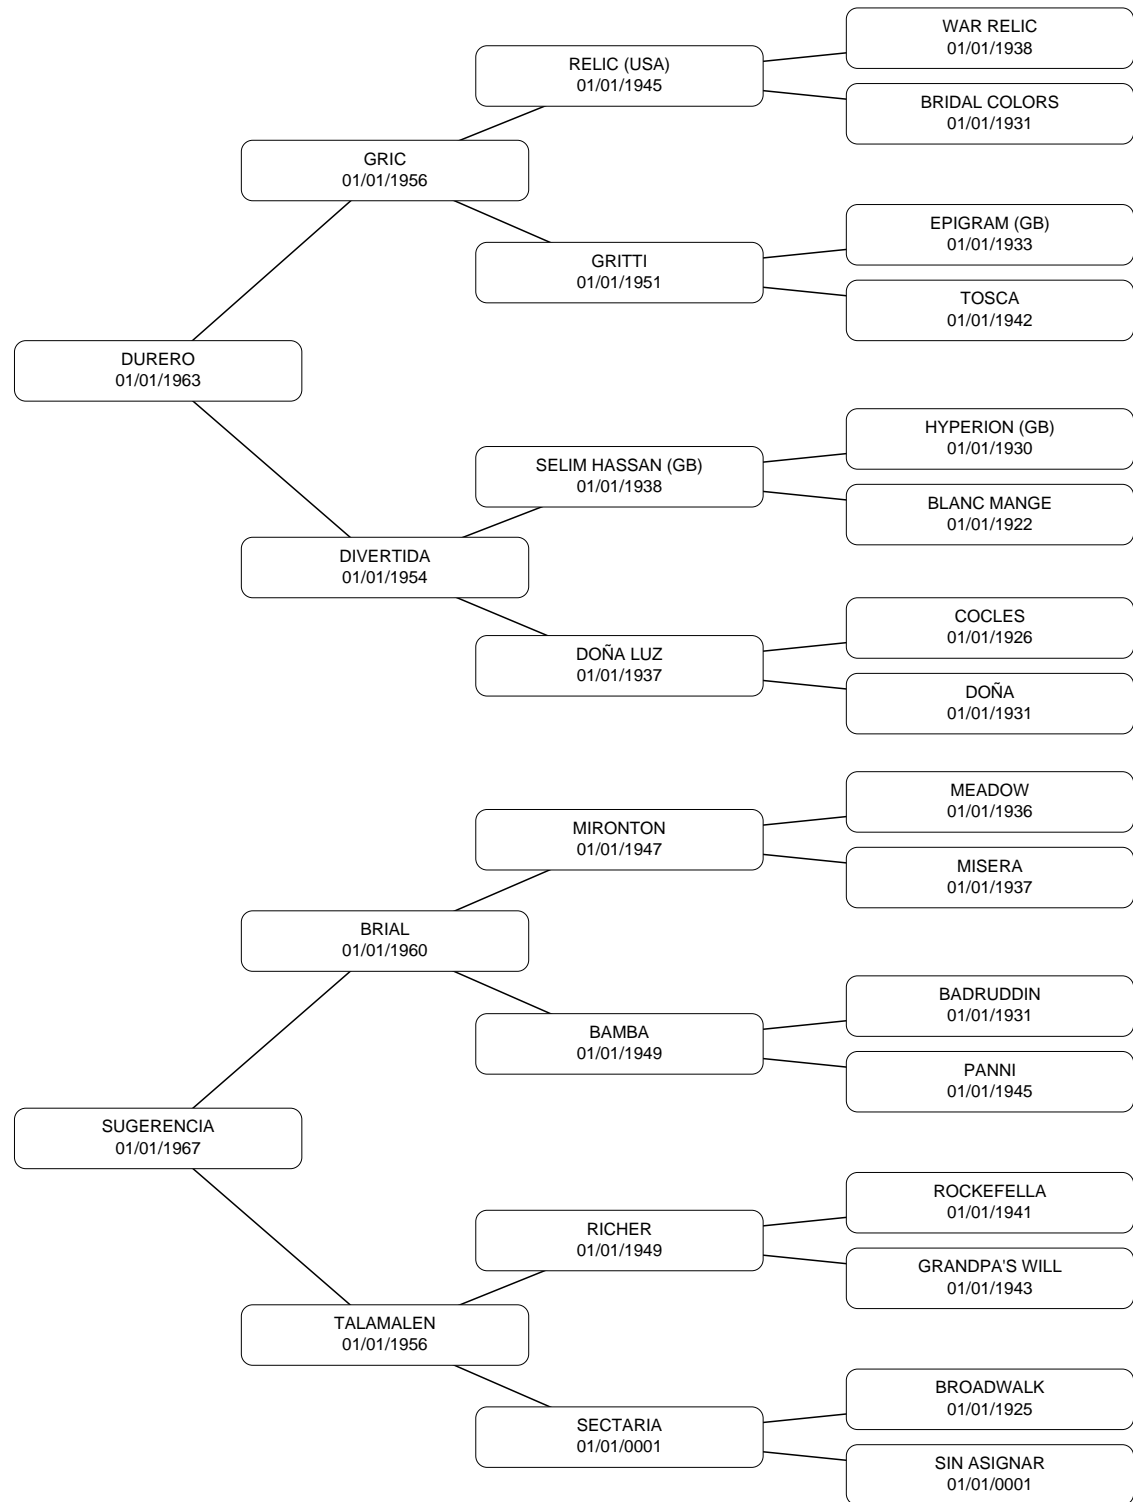 WAR RELIC
01/01/1938
RELIC (USA)
01/01/1945
BRIDAL COLORS
01/01/1931
GRIC
01/01/1956
EPIGRAM (GB)
01/01/1933
GRITTI
01/01/1951
TOSCA
01/01/1942
DURERO
01/01/1963
HYPERION (GB)
01/01/1930
SELIM HASSAN (GB)
01/01/1938
BLANC MANGE
01/01/1922
DIVERTIDA
01/01/1954
COCLES
01/01/1926
DOÑA LUZ
01/01/1937
DOÑA
01/01/1931
MEADOW
01/01/1936
MIRONTON
01/01/1947
MISERA
01/01/1937
BRIAL
01/01/1960
BADRUDDIN
01/01/1931
BAMBA
01/01/1949
PANNI
01/01/1945
SUGERENCIA
01/01/1967
ROCKEFELLA
01/01/1941
RICHER
01/01/1949
GRANDPA'S WILL
01/01/1943
TALAMALEN
01/01/1956
BROADWALK
01/01/1925
SECTARIA
01/01/0001
SIN ASIGNAR
01/01/0001